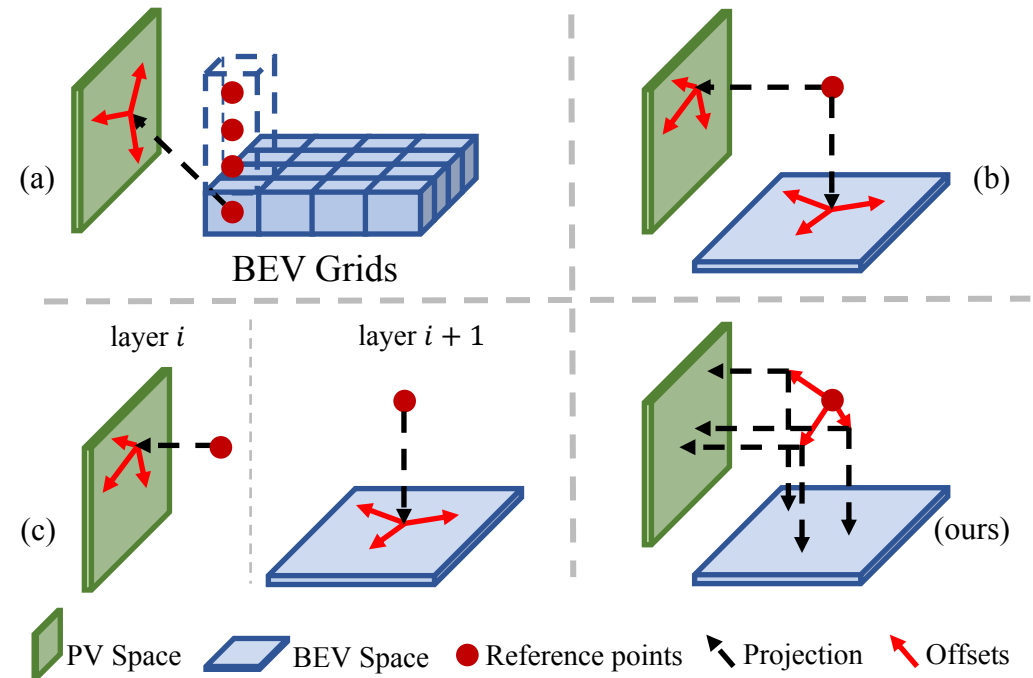 (a)
BEV Grids
(b)
layer i
layer i + 1
(c)
(ours)
PV Space
BEV Space
Reference points
Projection
Offsets